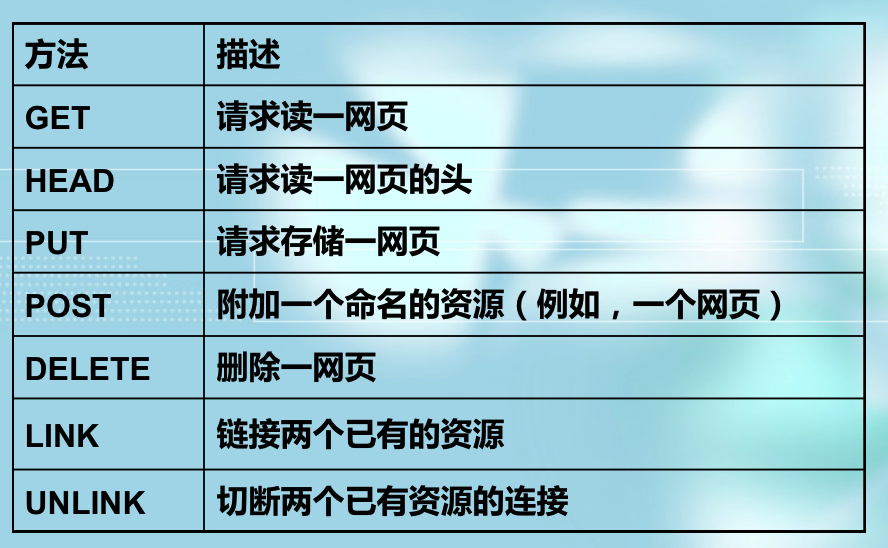 方法 描述
GET 请求读一网页
HEAD 请求读一网页的头
PUT 请求存储一网页
POST 附加一个命名的资源（例如，一个网页）
DELETE 删除一网页
LINK 链接两个已有的资源
UNLINK 切断两个已有资源的连接